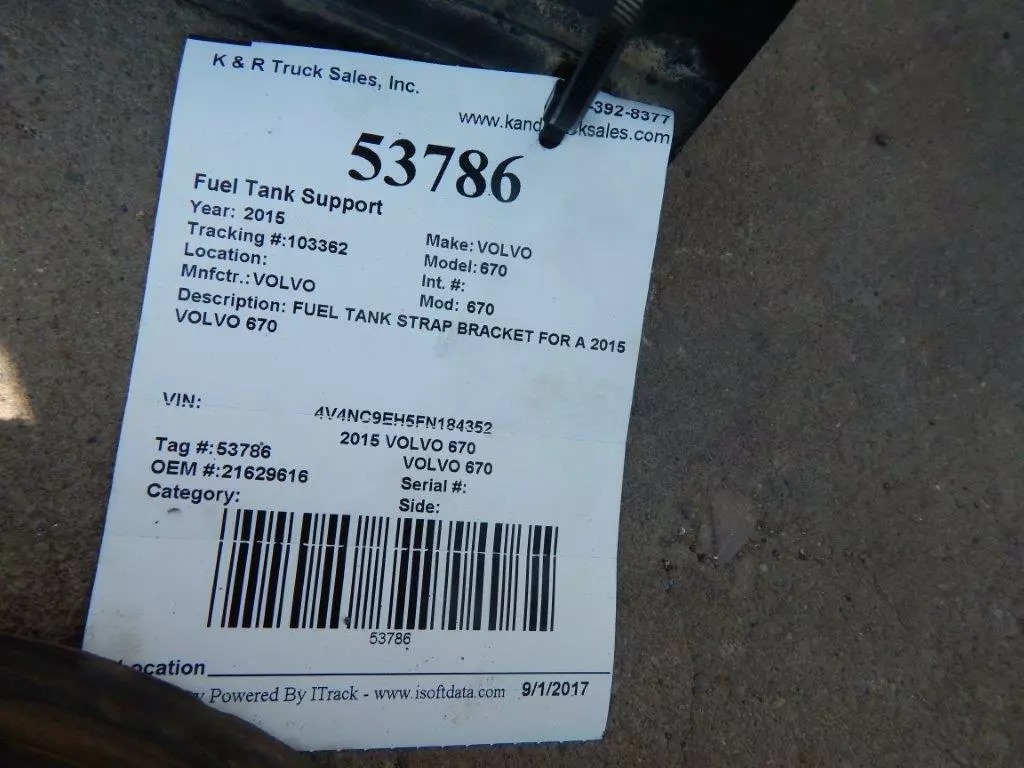 K & R Truck Sales, Inc.
-392-8377
www.kand ksales.com
53786
Fuel Tank Support
Year: 2015
Make: VOLVO
Tracking #:103362
Model: 670
Location:
Int. #:
Mnfctr.: VOLVO
Mod: 670
Description: FUEL TANK STRAP BRACKET FOR A 2015
VOLVO 670
VIN:
4V4NC9EH5FN184352
2015 VOLVO 670
Tag #: 53786
VOLVO 670
OEM #:21629616
Serial #:
Category:
Side:
53786
ocation
y Powered By ITrack - www.isoftdata.com 9/1/2017